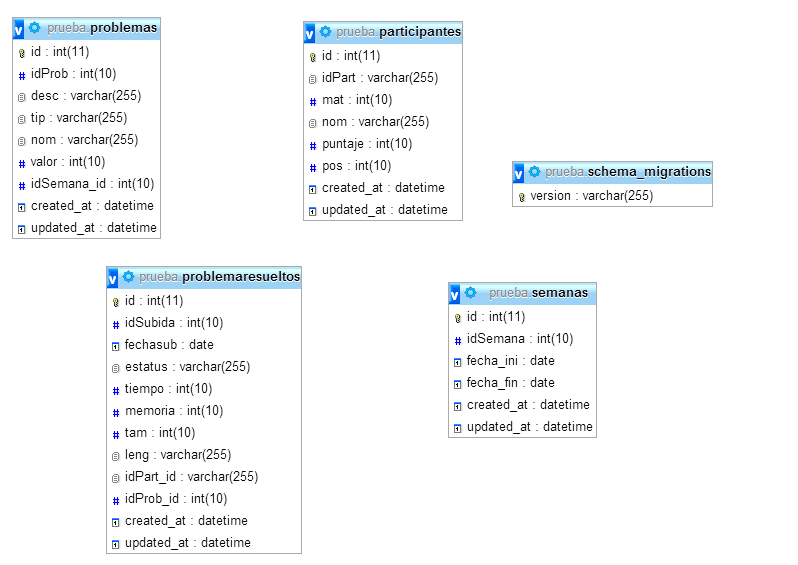 prueba.problemas
id : int(11)
idProb : int(10)
desc : varchar(255)
tip : varchar(255)
nom : varchar(255)
valor : int(10)
idSemana_id : int(10)
created_at : datetime
updated_at : datetime
prueba.participantes
id : int(11)
idPart : varchar(255)
mat : int(10)
nom : varchar(255)
puntaje : int(10)
pos : int(10)
created_at : datetime
updated_at : datetime
prueba.schema_migrations
version : varchar(255)
prueba.problemaresueltos
id : int(11)
idSubida : int(10)
fechasub : date
estatus : varchar(255)
tiempo : int(10)
memoria : int(10)
tam : int(10)
leng : varchar(255)
idPart_id : varchar(255)
idProb_id : int(10)
created_at : datetime
updated_at : datetime
prueba.semanas
id : int(11)
idSemana : int(10)
fecha_ini : date
fecha_fin : date
created_at : datetime
updated_at : datetime